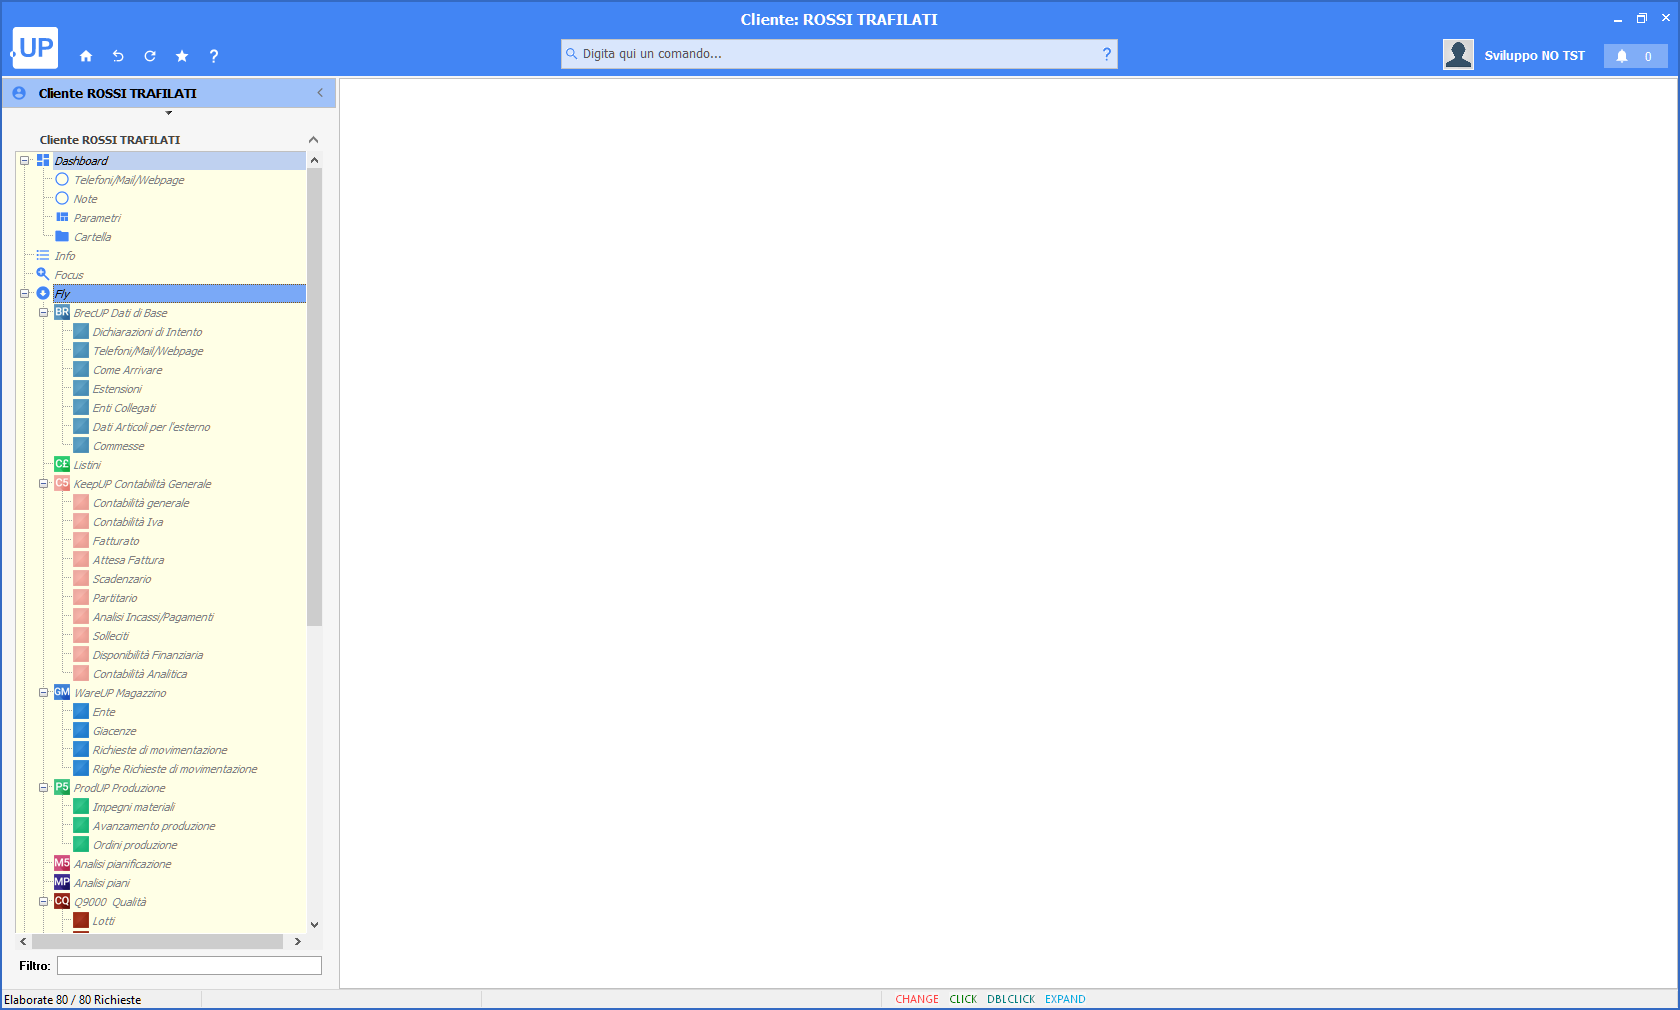 Cliente: ROSSI TRAFILATI
.UP
Digita qui un comando...
?
?
Sviluppo NO TST
0
Cliente ROSSI TRAFILATI
Cliente ROSSI TRAFILATI
Dashboard
Telefoni/Mail/Webpage
Note
Parametri
Cartella
Info
Focus
Fly
BR BrecUP Dati di Base
Dichiarazioni di Intento
Telefoni/Mail/Webpage
Come Arrivare
Estensioni
Enti Collegati
Dati Articoli per l'esterno
Commesse
C£ Listini
C5 KeepUP Contabilità Generale
Contabilità generale
Contabilità Iva
Fatturato
Attesa Fattura
Scadenzario
Partitario
Analisi Incassi/Pagamenti
Solleciti
Disponibilità Finanziaria
Contabilità Analitica
GM WareUP Magazzino
Ente
Giacenze
Richieste di movimentazione
Righe Richieste di movimentazione
P5 ProdUP Produzione
Impegni materiali
Avanzamento produzione
Ordini produzione
M5 Analisi pianificazione
MP Analisi piani
CQ Q9000 Qualità
Lotti
Filtro:
Elaborate 80 / 80 Richieste
CHANGE CLICK DBLCLICK EXPAND